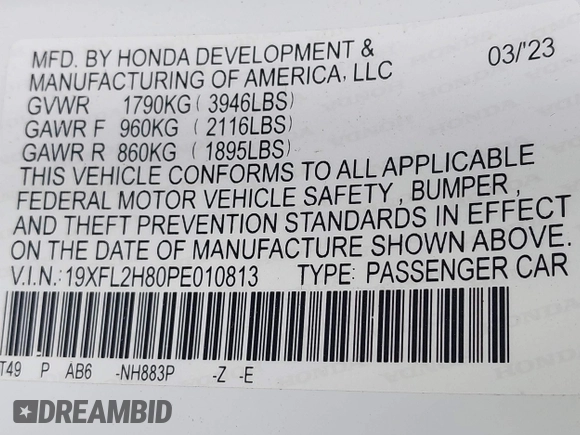 MFD. BY HONDA DEVELOPMENT & MANUFACTURING OF AMERICA, LLC 03/'23
GVWR 1790KG (3946LBS)
GAWR F 960KG (2116LBS)
GAWR R 860KG (1895LBS)
THIS VEHICLE CONFORMS TO ALL APPLICABLE
FEDERAL MOTOR VEHICLE SAFETY, BUMPER,
AND THEFT PREVENTION STANDARDS IN EFFECT
ON THE DATE OF MANUFACTURE SHOWN ABOVE.
V.I.N.:19XFL2H80PE010813 TYPE: PASSENGER CAR
T49 P AB6 -NH883P -Z -E
DREAMBID